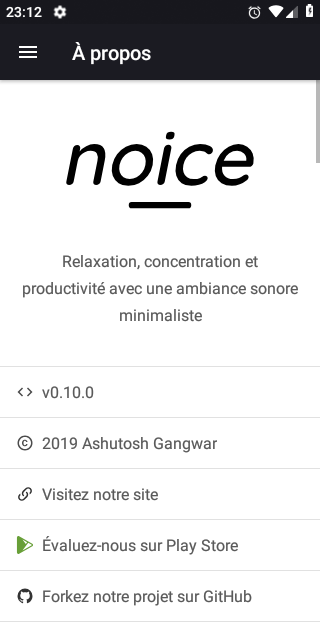 23:12
À propos
noice
Relaxation, concentration et
productivité avec une ambiance sonore
minimaliste
v0.10.0
2019 Ashutosh Gangwar
Visitez notre site
Évaluez-nous sur Play Store
Forkez notre projet sur GitHub